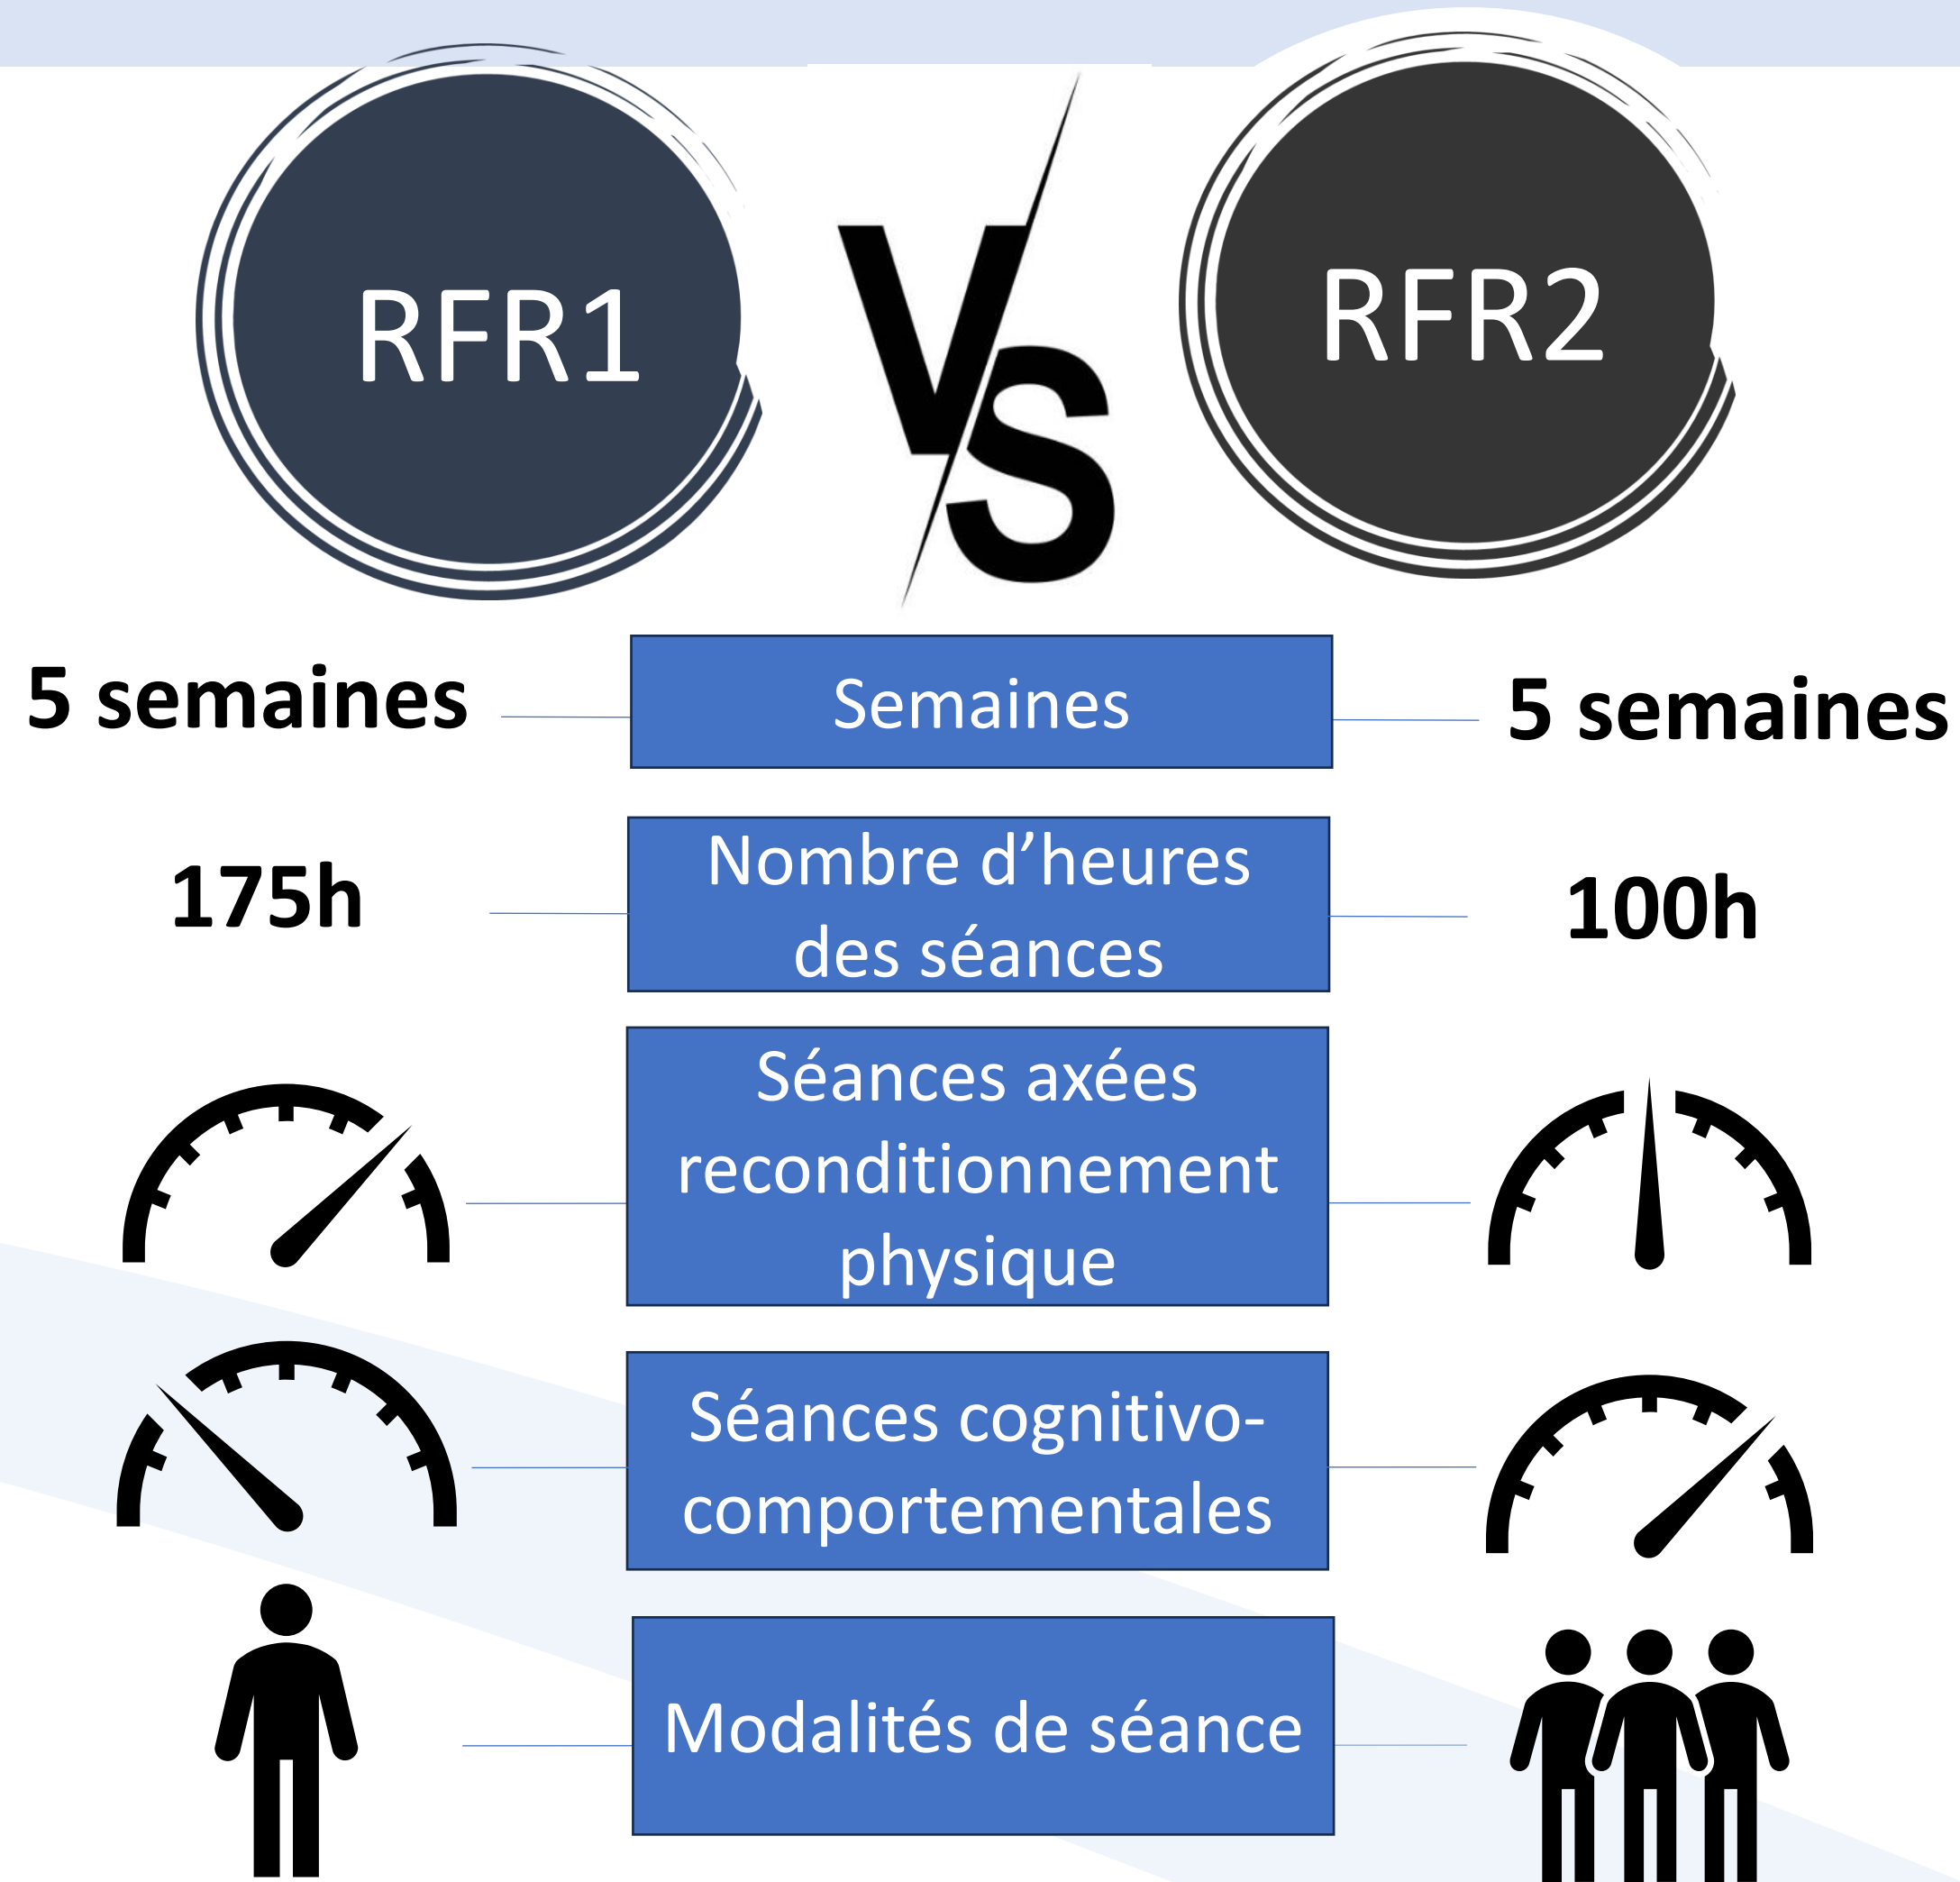 RFR1
VS
RFR2
5 semaines
Semaines
5 semaines
175h
Nombre d’heures
des séances
100h
Séances axées
reconditionnement
physique
Séances cognitivo-
comportementales
Modalités de séance